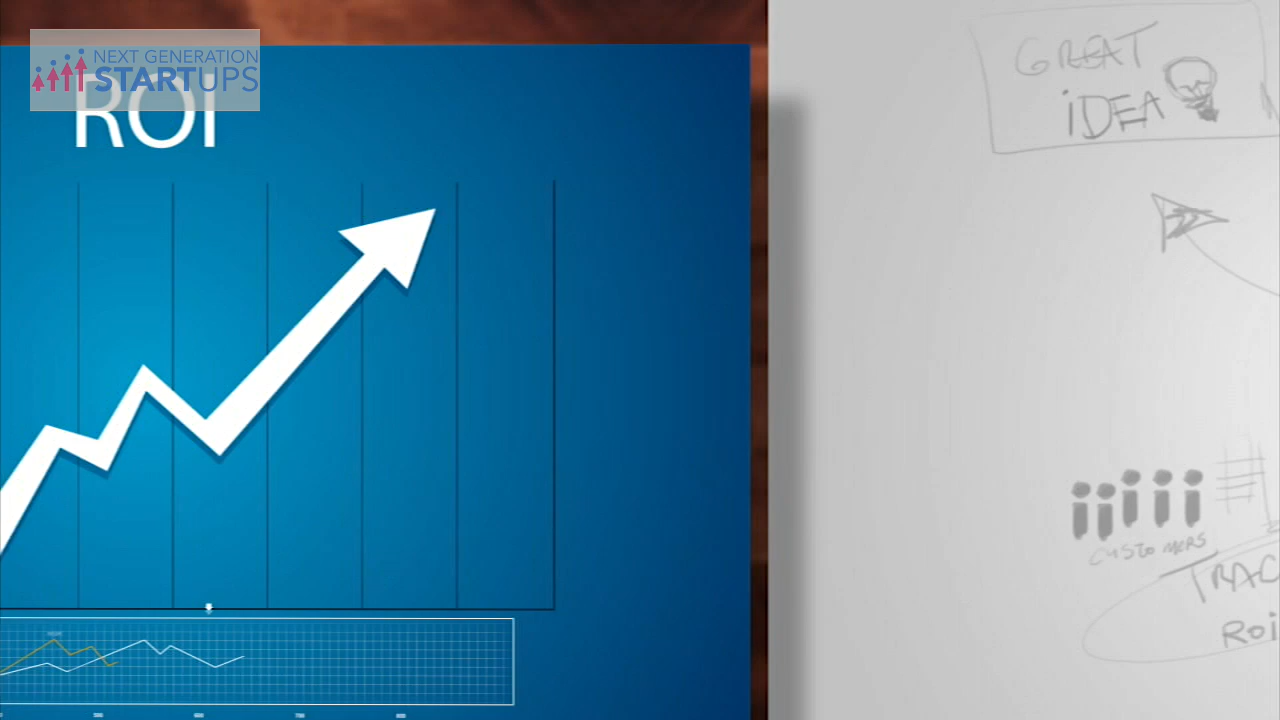 NEXT GENERATION
STARTUPS
ROI
GREAT
iDEA
CUSTOMERS
TRAC
Roi